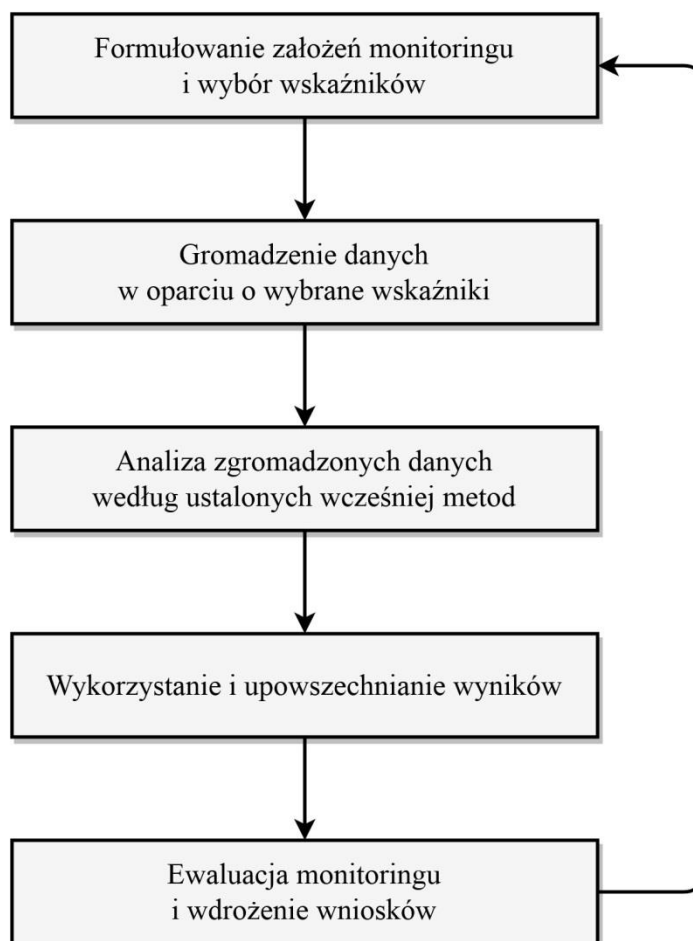 Formułowanie założeń monitoringu
i wybór wskaźników
Gromadzenie danych
w oparciu o wybrane wskaźniki
Analiza zgromadzonych danych
według ustalonych wcześniej metod
Wykorzystanie i upowszechnianie wyników
Ewaluacja monitoringu
i wdrożenie wniosków